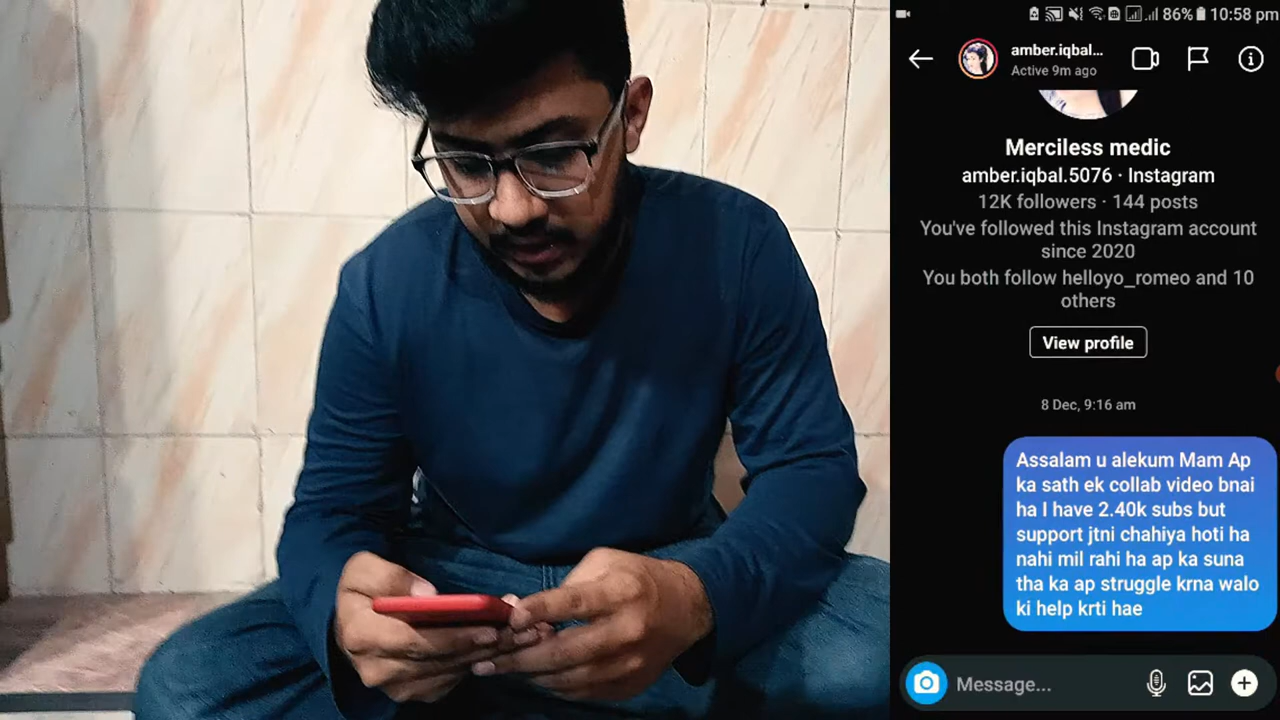 86% 10:58 pm
amber.iqbal...
Active 9m ago
Merciless medic
amber.iqbal.5076 · Instagram
12K followers · 144 posts
You've followed this Instagram account
since 2020
You both follow helloyo_romeo and 10
others
View profile
8 Dec, 9:16 am
Assalam u alekum Mam Ap
ka sath ek collab video bnai
ha I have 2.40k subs but
support jtni chahiya hoti ha
nahi mil rahi ha ap ka suna
tha ka ap struggle krna walo
ki help krti hae
Message...